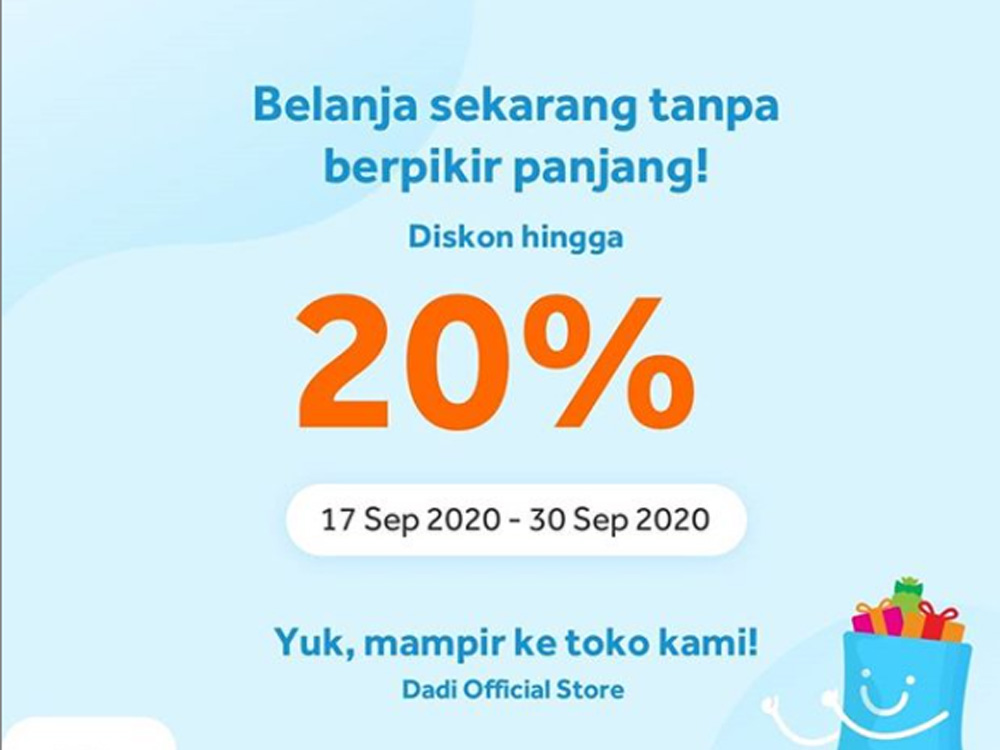 Belanja sekarang tanpa
berpikir panjang!
Diskon hingga
20%
17 Sep 2020 - 30 Sep 2020
Yuk, mampir ke toko kami!
Dadi Official Store